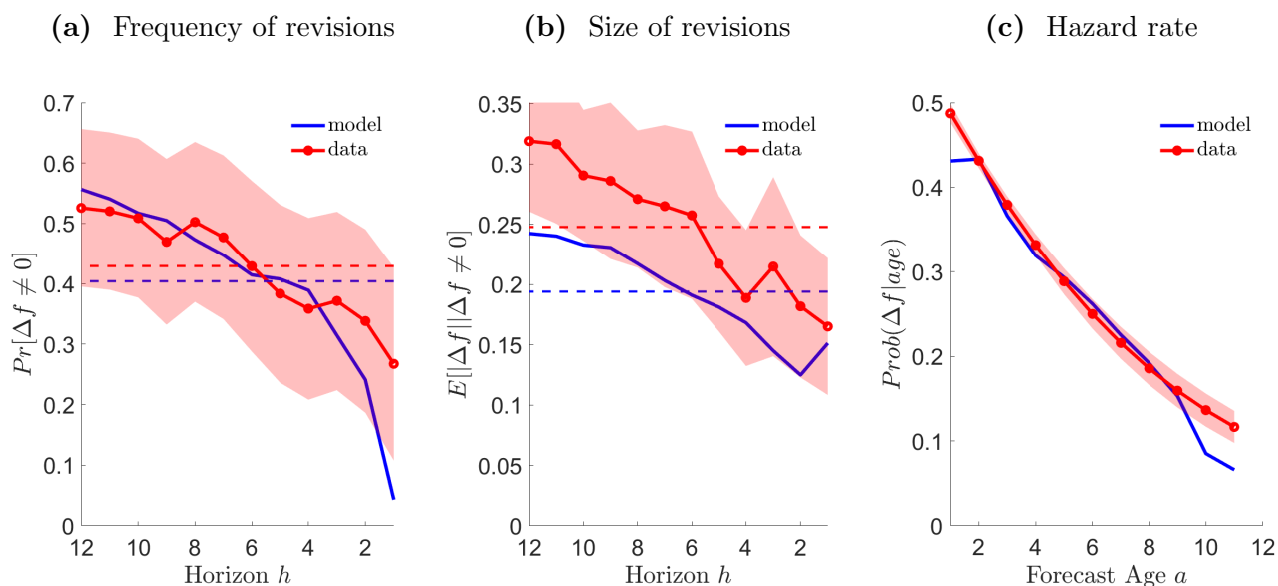 (a) Frequency of revisions
0.7
0.6
0.5
0.4
0.3
0.2
0.1
0
Pr[Δf ≠ 0]
model
data
12 10 8 6 4 2
Horizon h
(b) Size of revisions
0.35
0.3
0.25
0.2
0.15
0.1
0.05
0
E[|Δf||Δf ≠ 0]
model
data
12 10 8 6 4 2
Horizon h
(c) Hazard rate
0.5
0.4
0.3
0.2
0.1
0
Prob(Δf|age)
model
data
2 4 6 8 10 12
Forecast Age a